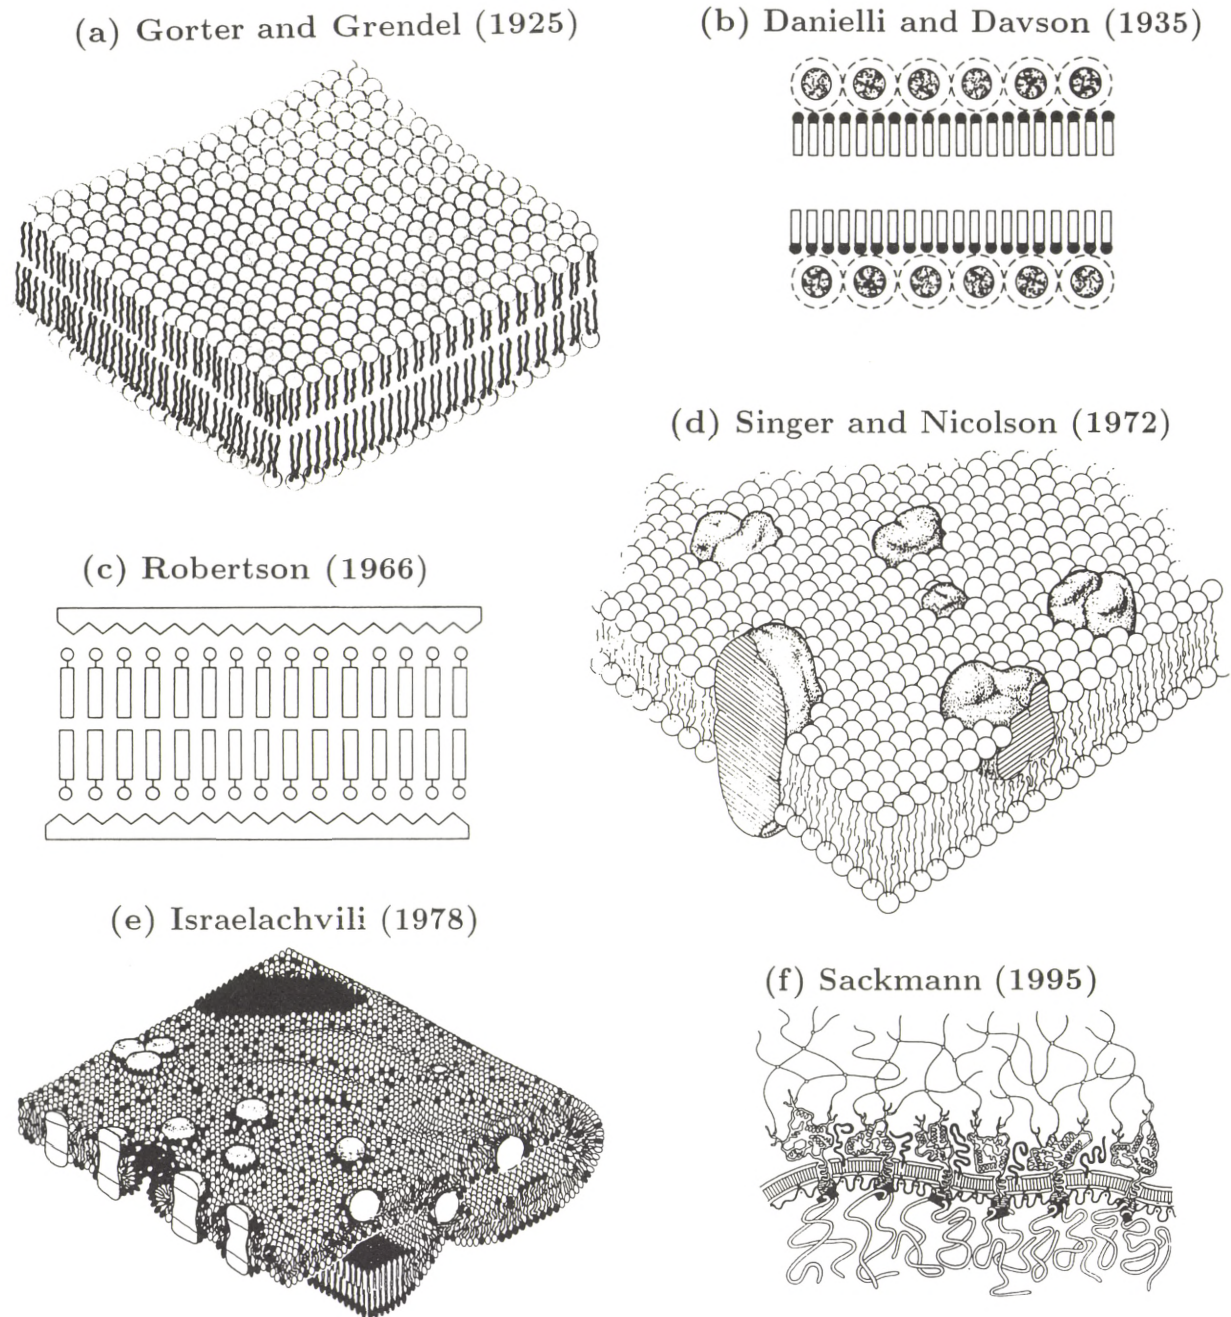 (a) Gorter and Grendel (1925)
(b) Danielli and Davson (1935)
(c) Robertson (1966)
(d) Singer and Nicolson (1972)
(e) Israelachvili (1978)
(f) Sackmann (1995)